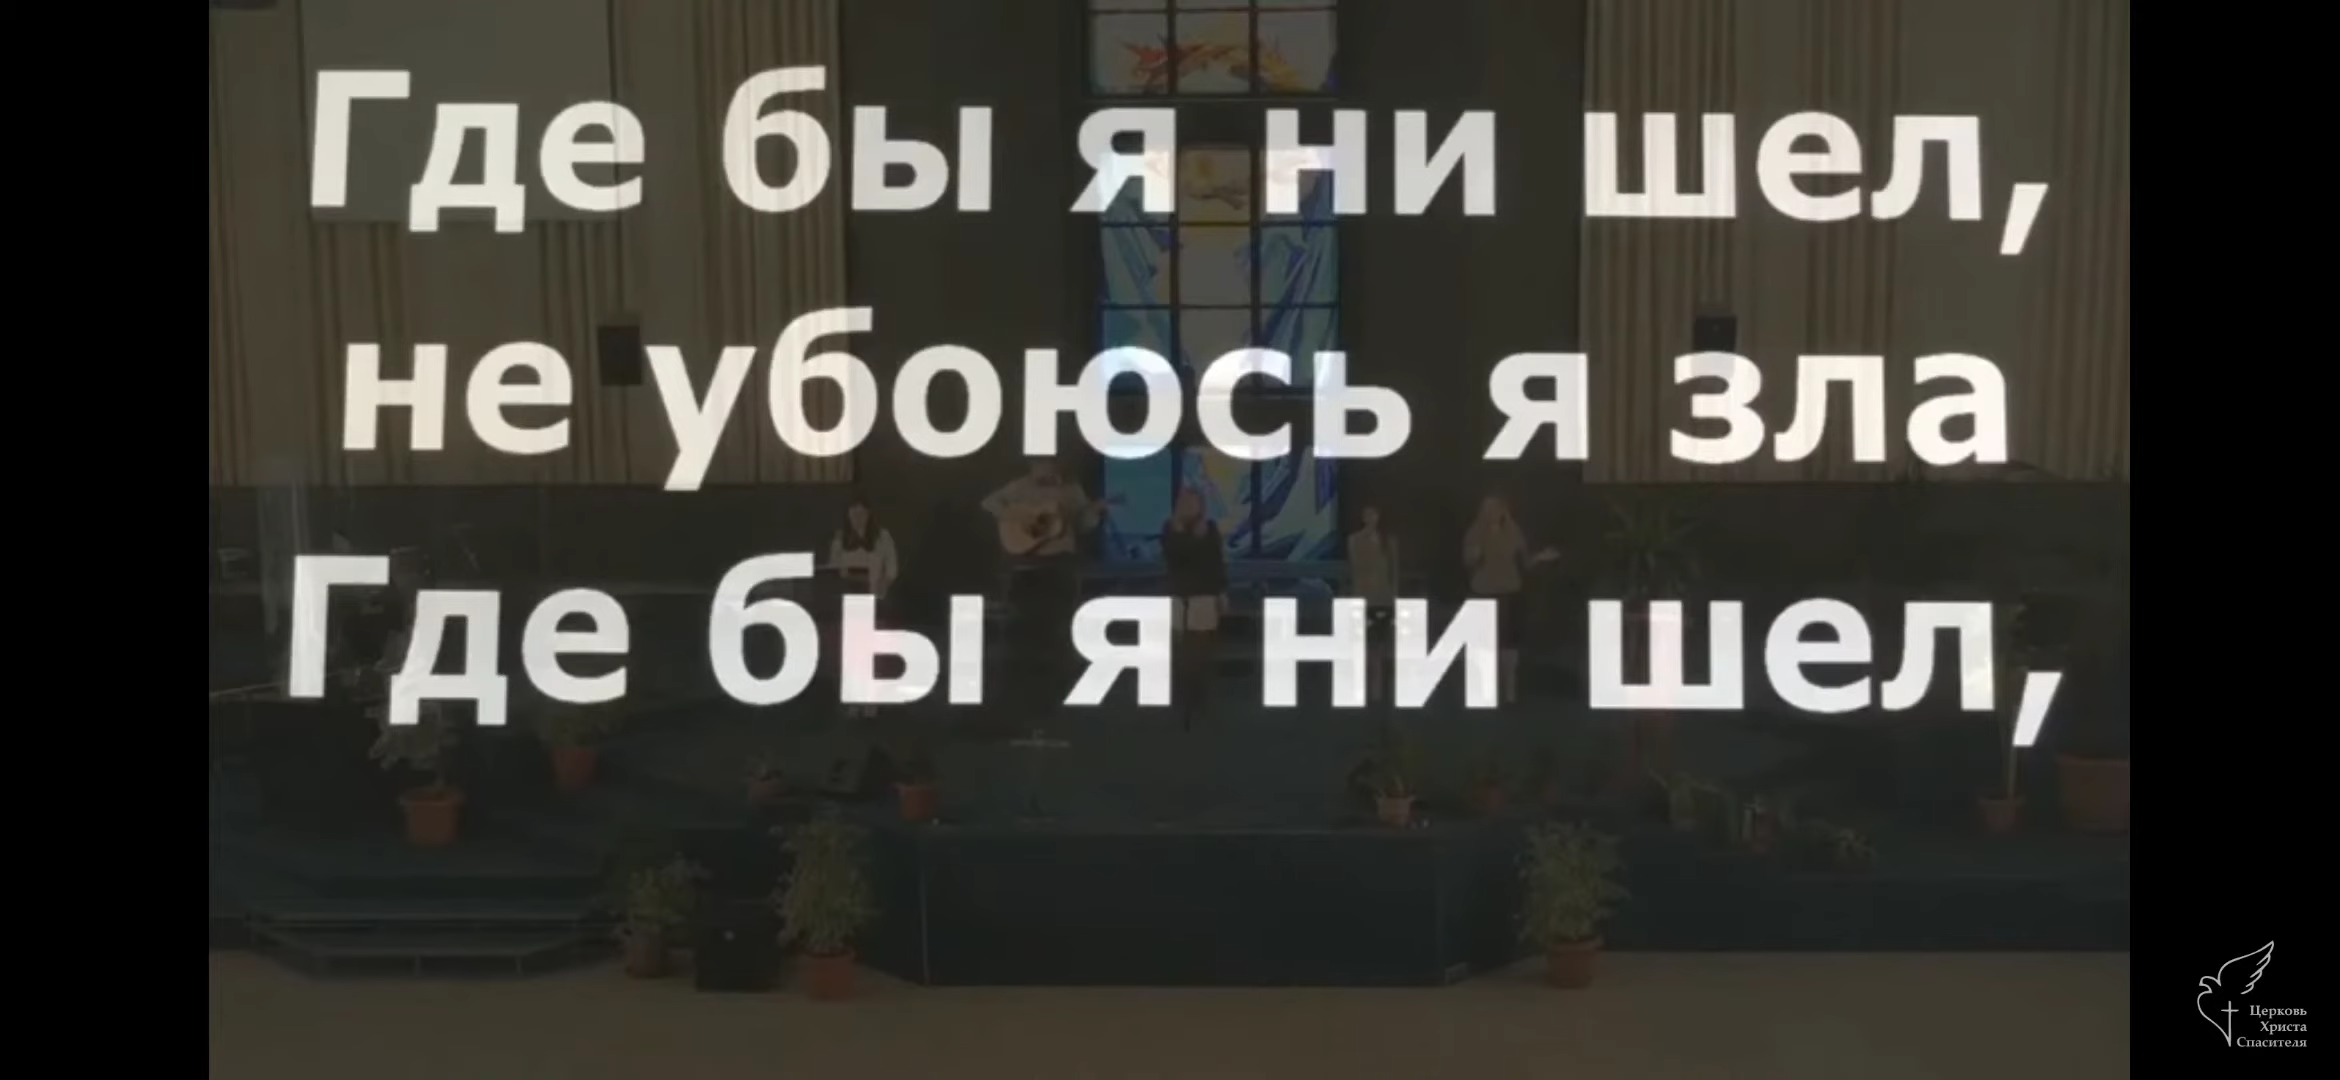 Где бы я ни шел,
не убоюсь я зла
Где бы я ни шел,
Церковь
Христа
Спасителя